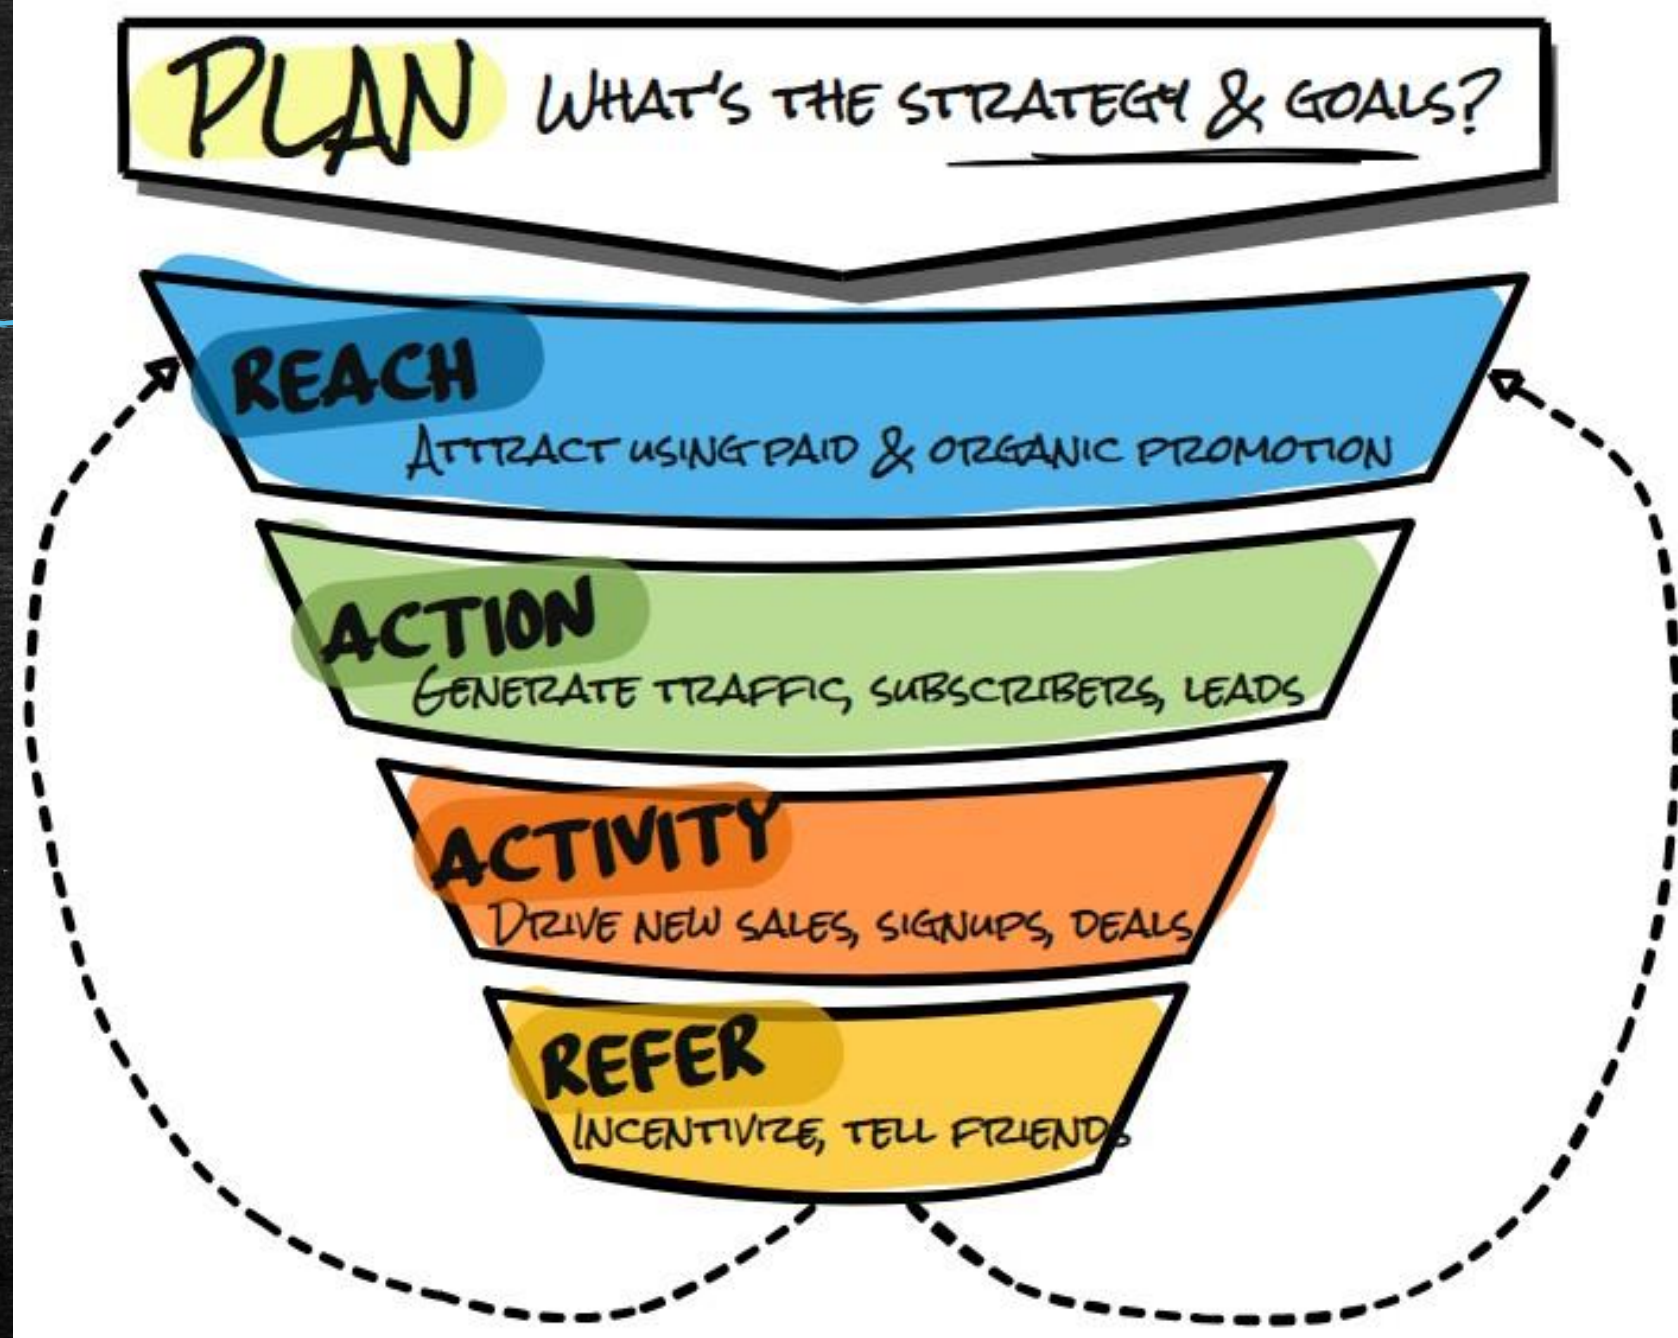 PLAN WHAT'S THE STRATEGY & GOALS?
REACH
ATTRACT USING PAID & ORGANIC PROMOTION
ACTION
GENERATE TRAFFIC, SUBSCRIBERS, LEADS
ACTIVITY
DRIVE NEW SALES, SIGNUPS, DEALS
REFER
INCENTIVIZE, TELL FRIENDS